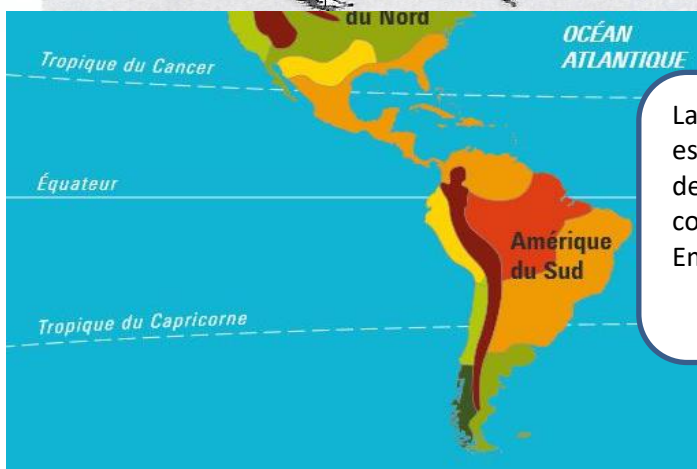 du Nord
OCÉAN
ATLANTIQUE
Tropique du Cancer
La
es
de
co
En
Équateur
Amérique
du Sud
Tropique du Capricorne